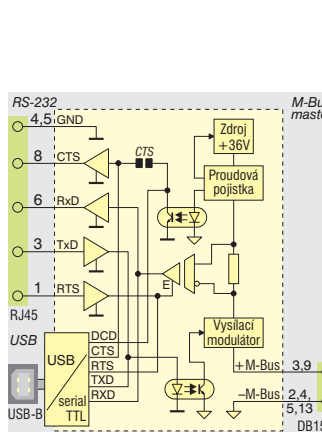 RS-232
M-Bu
maste
4,5 GND
CTS
Zdroj
+36V
8 CTS
Proudová
pojistka
6 RxD
3 TxD
E
1 RTS
RJ45
Vysílací
modulátor
USB
DCD
CTS
RTS
TXD
RXD
USB
serial
TTL
USB-B
+M-Bus 3,9
–M-Bus 2,4,
5,13
DB15